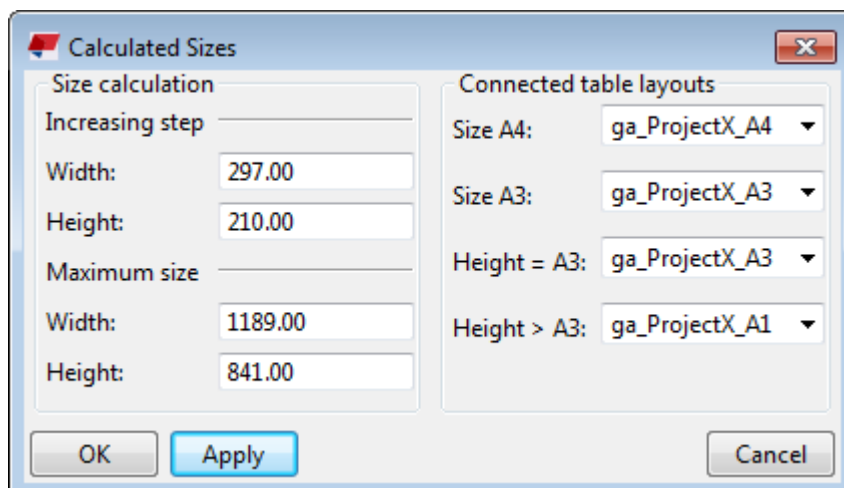 Calculated Sizes
Size calculation
Increasing step
Width: 297.00
Height: 210.00
Maximum size
Width: 1189.00
Height: 841.00
Connected table layouts
Size A4: ga_ProjectX_A4
Size A3: ga_ProjectX_A3
Height = A3: ga_ProjectX_A3
Height > A3: ga_ProjectX_A1
OK Apply Cancel